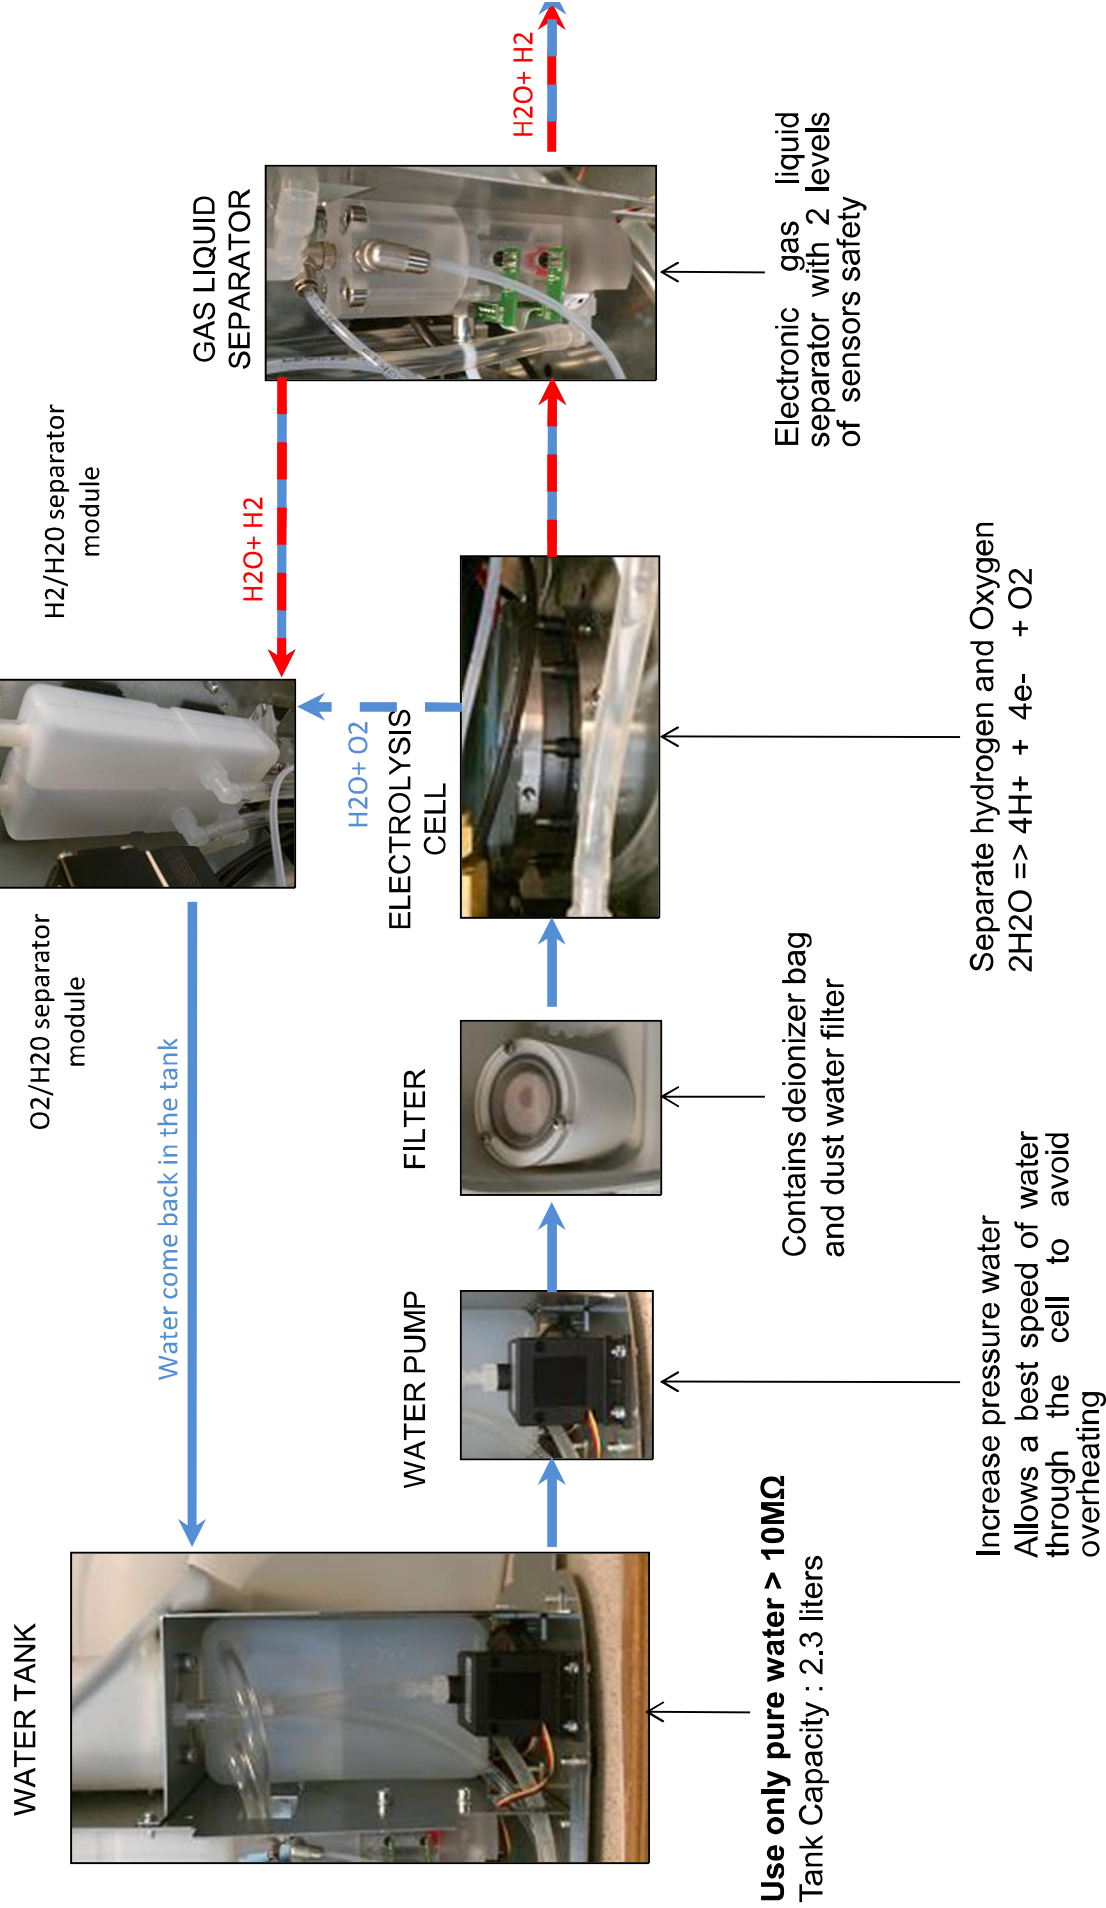 WATER TANK
Use only pure water > 10MΩ
Tank Capacity : 2.3 liters
Water come back in the tank
WATER PUMP
Increase pressure water
Allows a best speed of water
through the cell to avoid
overheating
FILTER
Contains deionizer bag
and dust water filter
O2/H20 separator
module
H2/H20 separator
module
H2O+ O2
ELECTROLYSIS
CELL
Separate hydrogen and Oxygen
2H2O => 4H+ + 4e- + O2
H2O+ H2
GAS LIQUID
SEPARATOR
Electronic gas liquid
separator with 2 levels
of sensors safety
H2O+ H2